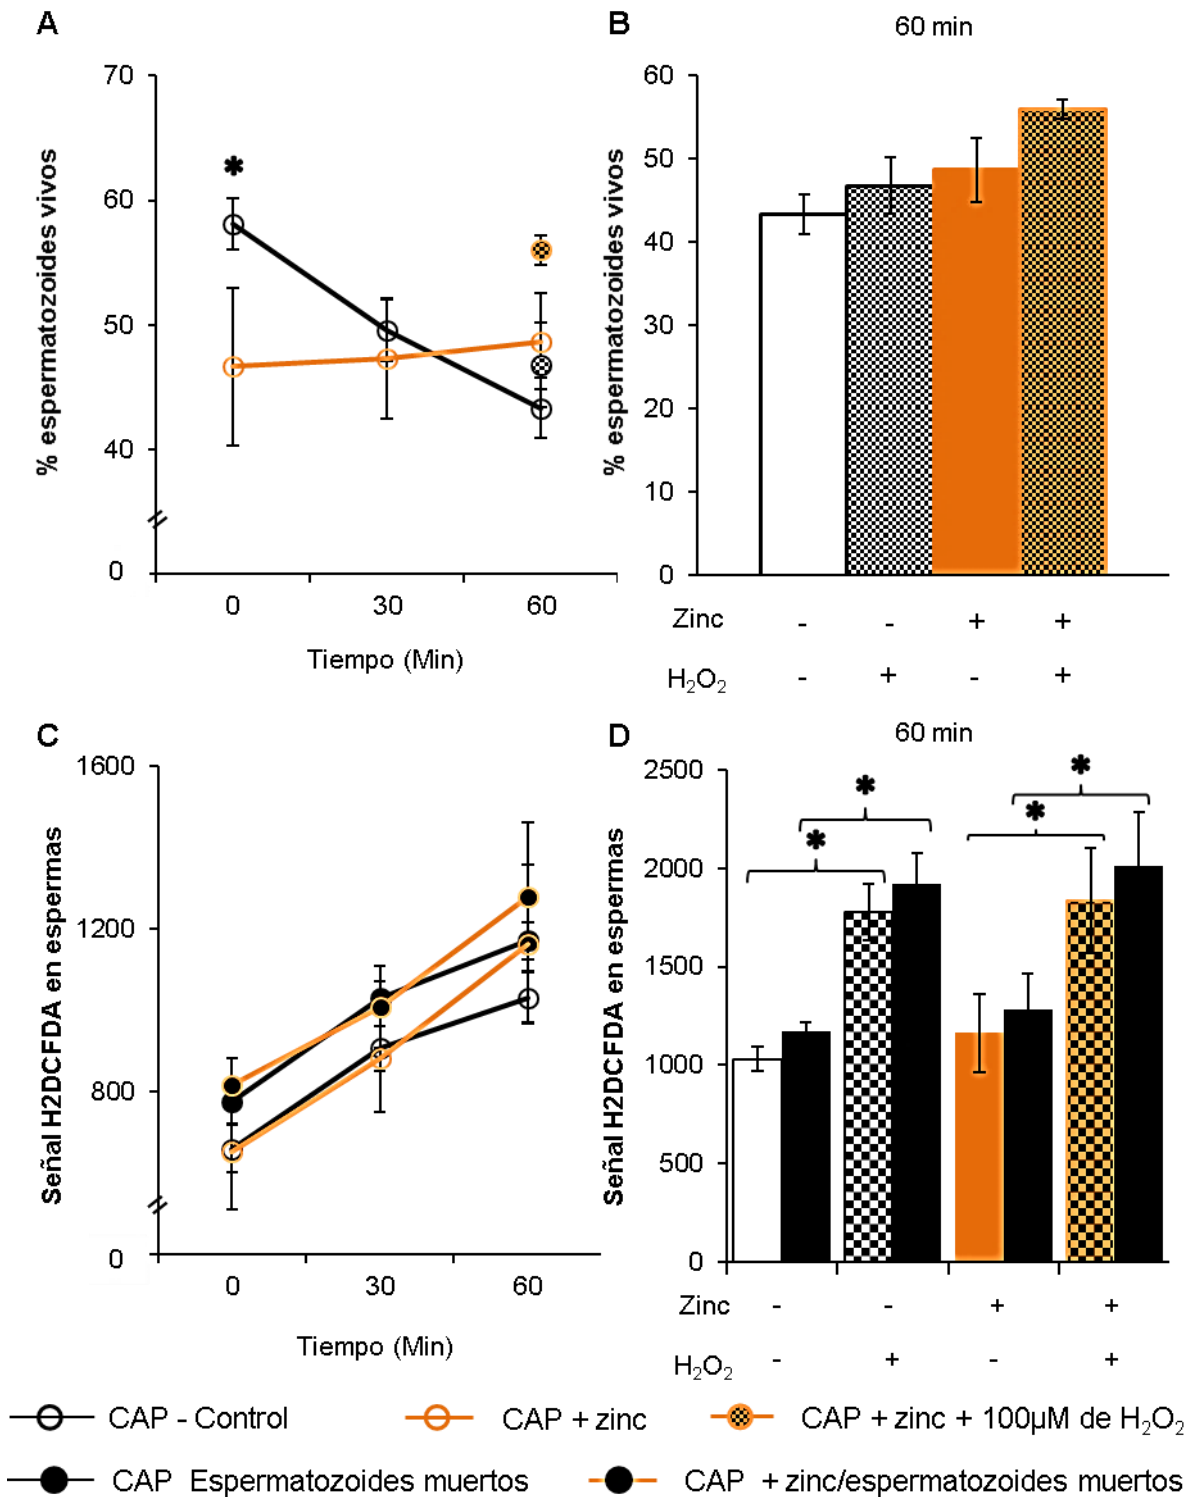 A
70
60
50
40
0
% espermatozoides vivos
*
0 30 60
Tiempo (Min)
B
60 min
60
50
40
30
20
10
0
% espermatozoides vivos
Zinc - - + +
H₂O₂ - + - +
C
1600
1200
800
0
Señal H2DCFDA en espermas
0 30 60
Tiempo (Min)
D
60 min
2500
2000
1500
1000
500
0
Señal H2DCFDA en espermas
* * * *
Zinc - - + +
H₂O₂ - + - +
CAP - Control CAP + zinc CAP + zinc + 100µM de H₂O₂
CAP Espermatozoides muertos CAP + zinc/espermatozoides muertos